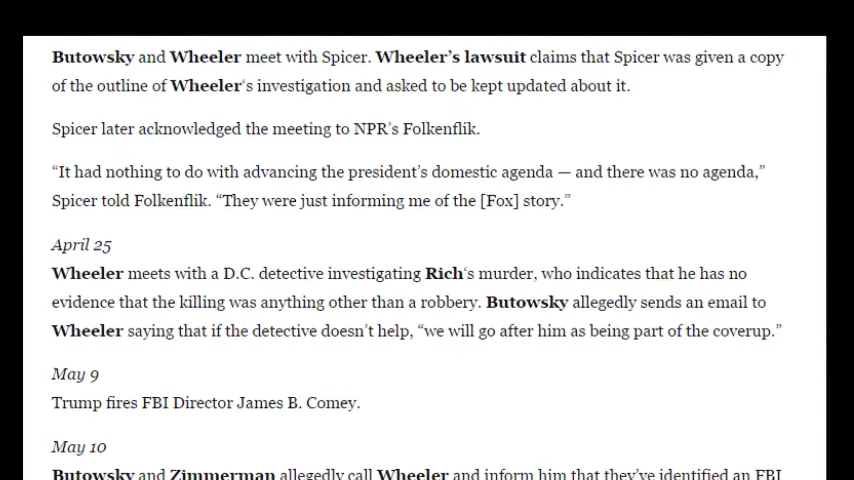 Butowsky and Wheeler meet with Spicer. Wheeler’s lawsuit claims that Spicer was given a copy
of the outline of Wheeler‘s investigation and asked to be kept updated about it.
Spicer later acknowledged the meeting to NPR’s Folkenflik.
“It had nothing to do with advancing the president’s domestic agenda — and there was no agenda,”
Spicer told Folkenflik. “They were just informing me of the [Fox] story.”
April 25
Wheeler meets with a D.C. detective investigating Rich‘s murder, who indicates that he has no
evidence that the killing was anything other than a robbery. Butowsky allegedly sends an email to
Wheeler saying that if the detective doesn’t help, “we will go after him as being part of the coverup.”
May 9
Trump fires FBI Director James B. Comey.
May 10
Butowsky and Zimmerman allegedly call Wheeler and inform him that they’ve identified an FBI